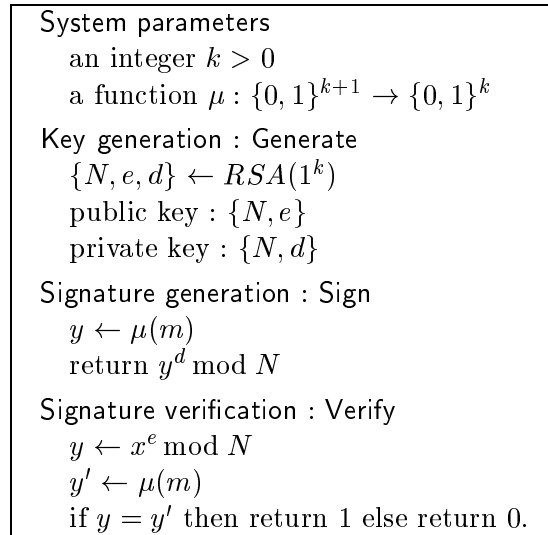 System parameters
an integer k > 0
a function μ : {0, 1}^{k+1} → {0, 1}^k
Key generation : Generate
{N, e, d} ← RSA(1^k)
public key : {N, e}
private key : {N, d}
Signature generation : Sign
y ← μ(m)
return y^d mod N
Signature verification : Verify
y ← x^e mod N
y′ ← μ(m)
if y = y′ then return 1 else return 0.